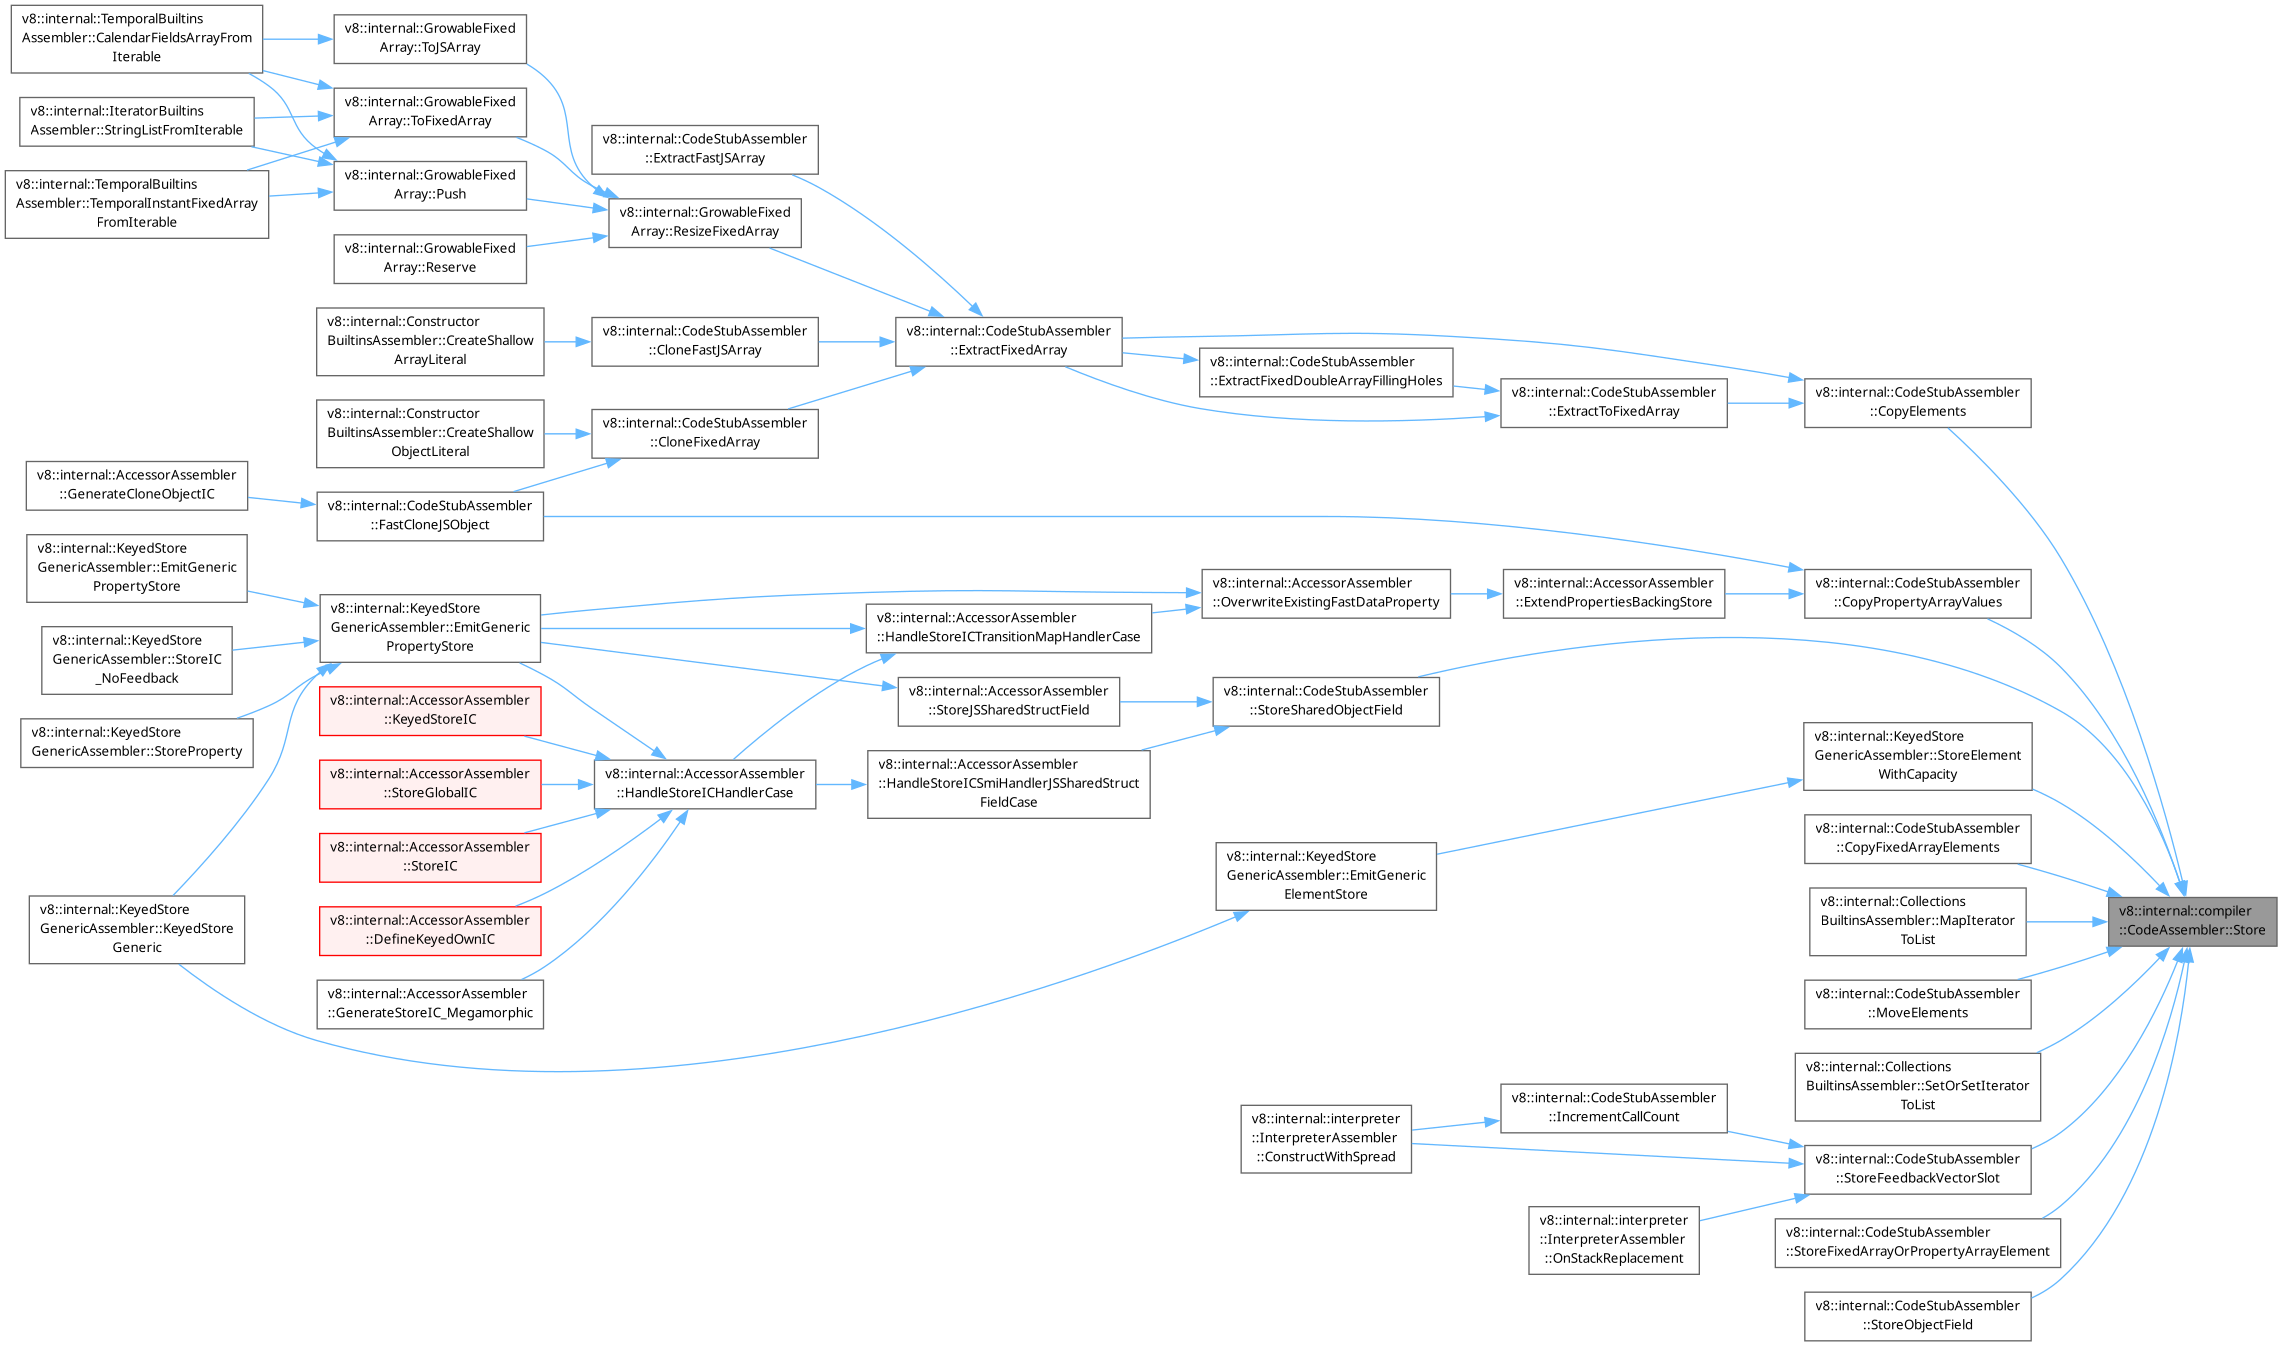 v8::internal::TemporalBuiltins
Assembler::CalendarFieldsArrayFrom
Iterable
v8::internal::IteratorBuiltins
Assembler::StringListFromIterable
v8::internal::TemporalBuiltins
Assembler::TemporalInstantFixedArray
FromIterable
v8::internal::GrowableFixed
Array::ToJSArray
v8::internal::GrowableFixed
Array::ToFixedArray
v8::internal::GrowableFixed
Array::Push
v8::internal::GrowableFixed
Array::Reserve
v8::internal::CodeStubAssembler
::ExtractFastJSArray
v8::internal::GrowableFixed
Array::ResizeFixedArray
v8::internal::Constructor
BuiltinsAssembler::CreateShallow
ArrayLiteral
v8::internal::CodeStubAssembler
::CloneFastJSArray
v8::internal::CodeStubAssembler
::ExtractFixedArray
v8::internal::CodeStubAssembler
::ExtractFixedDoubleArrayFillingHoles
v8::internal::CodeStubAssembler
::ExtractToFixedArray
v8::internal::CodeStubAssembler
::CopyElements
v8::internal::Constructor
BuiltinsAssembler::CreateShallow
ObjectLiteral
v8::internal::CodeStubAssembler
::CloneFixedArray
v8::internal::AccessorAssembler
::GenerateCloneObjectIC
v8::internal::CodeStubAssembler
::FastCloneJSObject
v8::internal::KeyedStore
GenericAssembler::EmitGeneric
PropertyStore
v8::internal::KeyedStore
GenericAssembler::StoreIC
_NoFeedback
v8::internal::KeyedStore
GenericAssembler::StoreProperty
v8::internal::KeyedStore
GenericAssembler::KeyedStore
Generic
v8::internal::KeyedStore
GenericAssembler::EmitGeneric
PropertyStore
v8::internal::AccessorAssembler
::KeyedStoreIC
v8::internal::AccessorAssembler
::StoreGlobalIC
v8::internal::AccessorAssembler
::StoreIC
v8::internal::AccessorAssembler
::DefineKeyedOwnIC
v8::internal::AccessorAssembler
::GenerateStoreIC_Megamorphic
v8::internal::AccessorAssembler
::HandleStoreICHandlerCase
v8::internal::AccessorAssembler
::HandleStoreICTransitionMapHandlerCase
v8::internal::AccessorAssembler
::StoreJSSharedStructField
v8::internal::AccessorAssembler
::HandleStoreICSmiHandlerJSSharedStruct
FieldCase
v8::internal::AccessorAssembler
::OverwriteExistingFastDataProperty
v8::internal::CodeStubAssembler
::StoreSharedObjectField
v8::internal::KeyedStore
GenericAssembler::EmitGeneric
ElementStore
v8::internal::AccessorAssembler
::ExtendPropertiesBackingStore
v8::internal::CodeStubAssembler
::CopyPropertyArrayValues
v8::internal::KeyedStore
GenericAssembler::StoreElement
WithCapacity
v8::internal::CodeStubAssembler
::CopyFixedArrayElements
v8::internal::Collections
BuiltinsAssembler::MapIterator
ToList
v8::internal::CodeStubAssembler
::MoveElements
v8::internal::Collections
BuiltinsAssembler::SetOrSetIterator
ToList
v8::internal::compiler
::CodeAssembler::Store
v8::internal::interpreter
::InterpreterAssembler
::ConstructWithSpread
v8::internal::CodeStubAssembler
::IncrementCallCount
v8::internal::CodeStubAssembler
::StoreFeedbackVectorSlot
v8::internal::interpreter
::InterpreterAssembler
::OnStackReplacement
v8::internal::CodeStubAssembler
::StoreFixedArrayOrPropertyArrayElement
v8::internal::CodeStubAssembler
::StoreObjectField